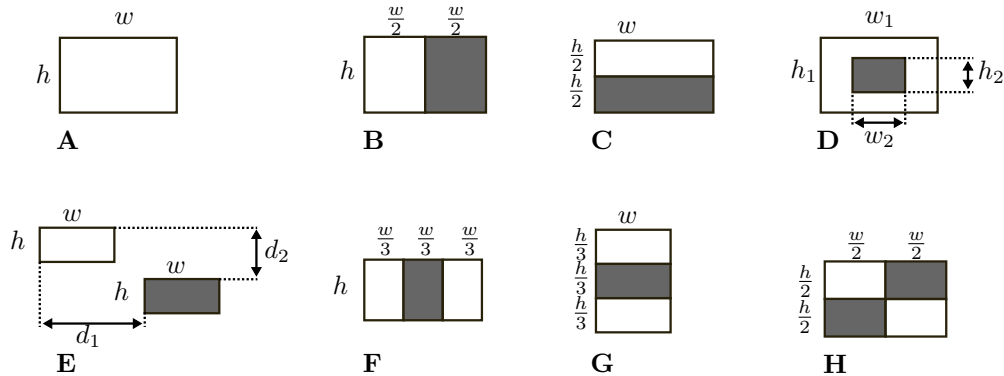 w
h
A
w/2 w/2
h
B
w
h/2
h/2
C
w₁
h₁
h₂
w₂
D
w
h
w
h
d₂
d₁
E
w/3 w/3 w/3
h
F
w
h/3
h/3
h/3
G
w/2 w/2
h/2
h/2
H